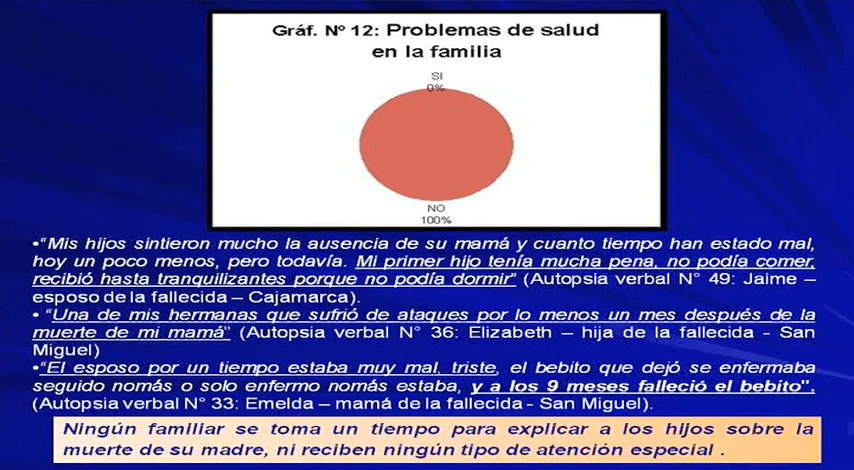 Gráf. Nº 12: Problemas de salud
en la familia
SI
0%
NO
100%
•“Mis hijos sintieron mucho la ausencia de su mamá y cuanto tiempo han estado mal,
hoy un poco menos, pero todavía. Mi primer hijo tenía mucha pena, no podía comer,
recibió hasta tranquilizantes porque no podía dormir” (Autopsia verbal N° 49: Jaime –
esposo de la fallecida – Cajamarca).
• “Una de mis hermanas que sufrió de ataques por lo menos un mes después de la
muerte de mi mamá” (Autopsia verbal N° 36: Elizabeth – hija de la fallecida - San
Miguel)
•“El esposo por un tiempo estaba muy mal, triste, el bebito que dejó se enfermaba
seguido nomás o solo enfermo nomás estaba, y a los 9 meses falleció el bebito”.
(Autopsia verbal N° 33: Emelda – mamá de la fallecida - San Miguel).
Ningún familiar se toma un tiempo para explicar a los hijos sobre la
muerte de su madre, ni reciben ningún tipo de atención especial .